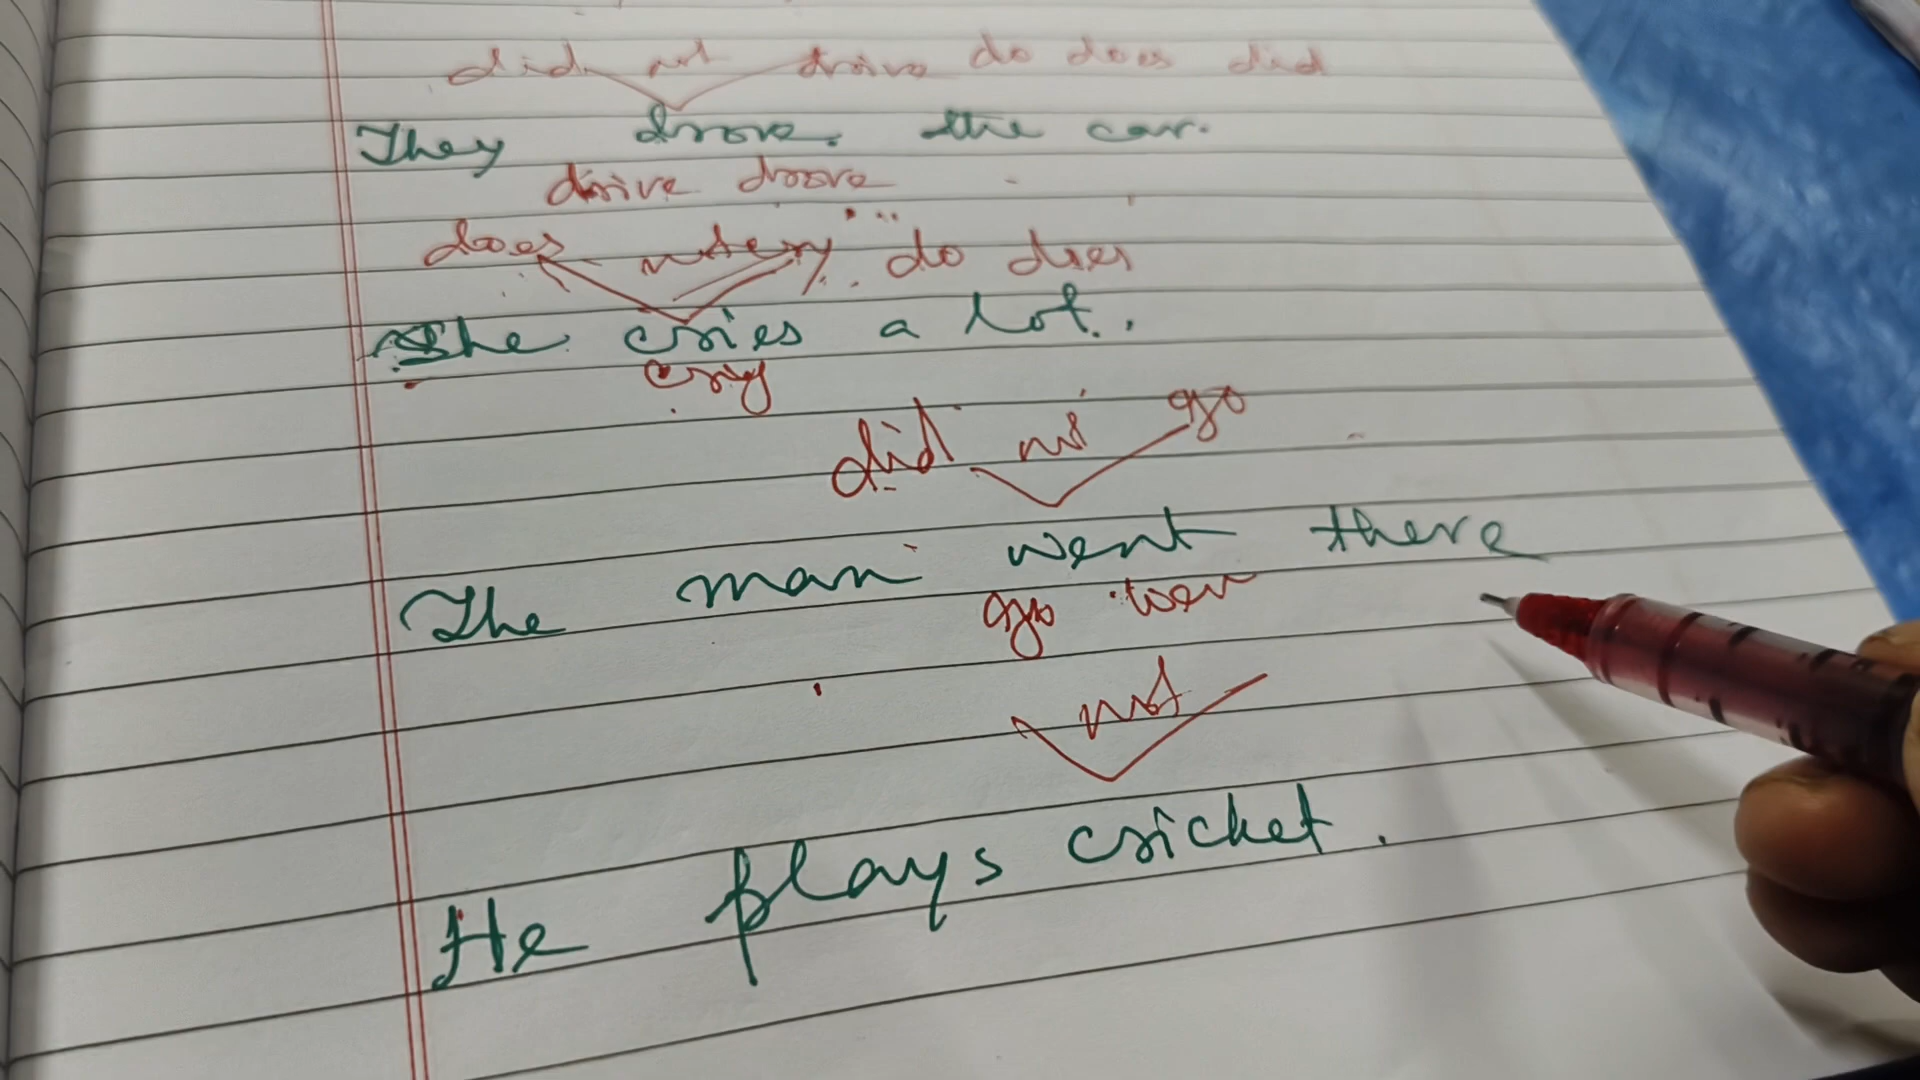 did not drive do does did
They drove. the car.
drive drove
does not cry do does
She cries a lot.
cry
did not go
The man went there
go wen
not
He plays cricket.